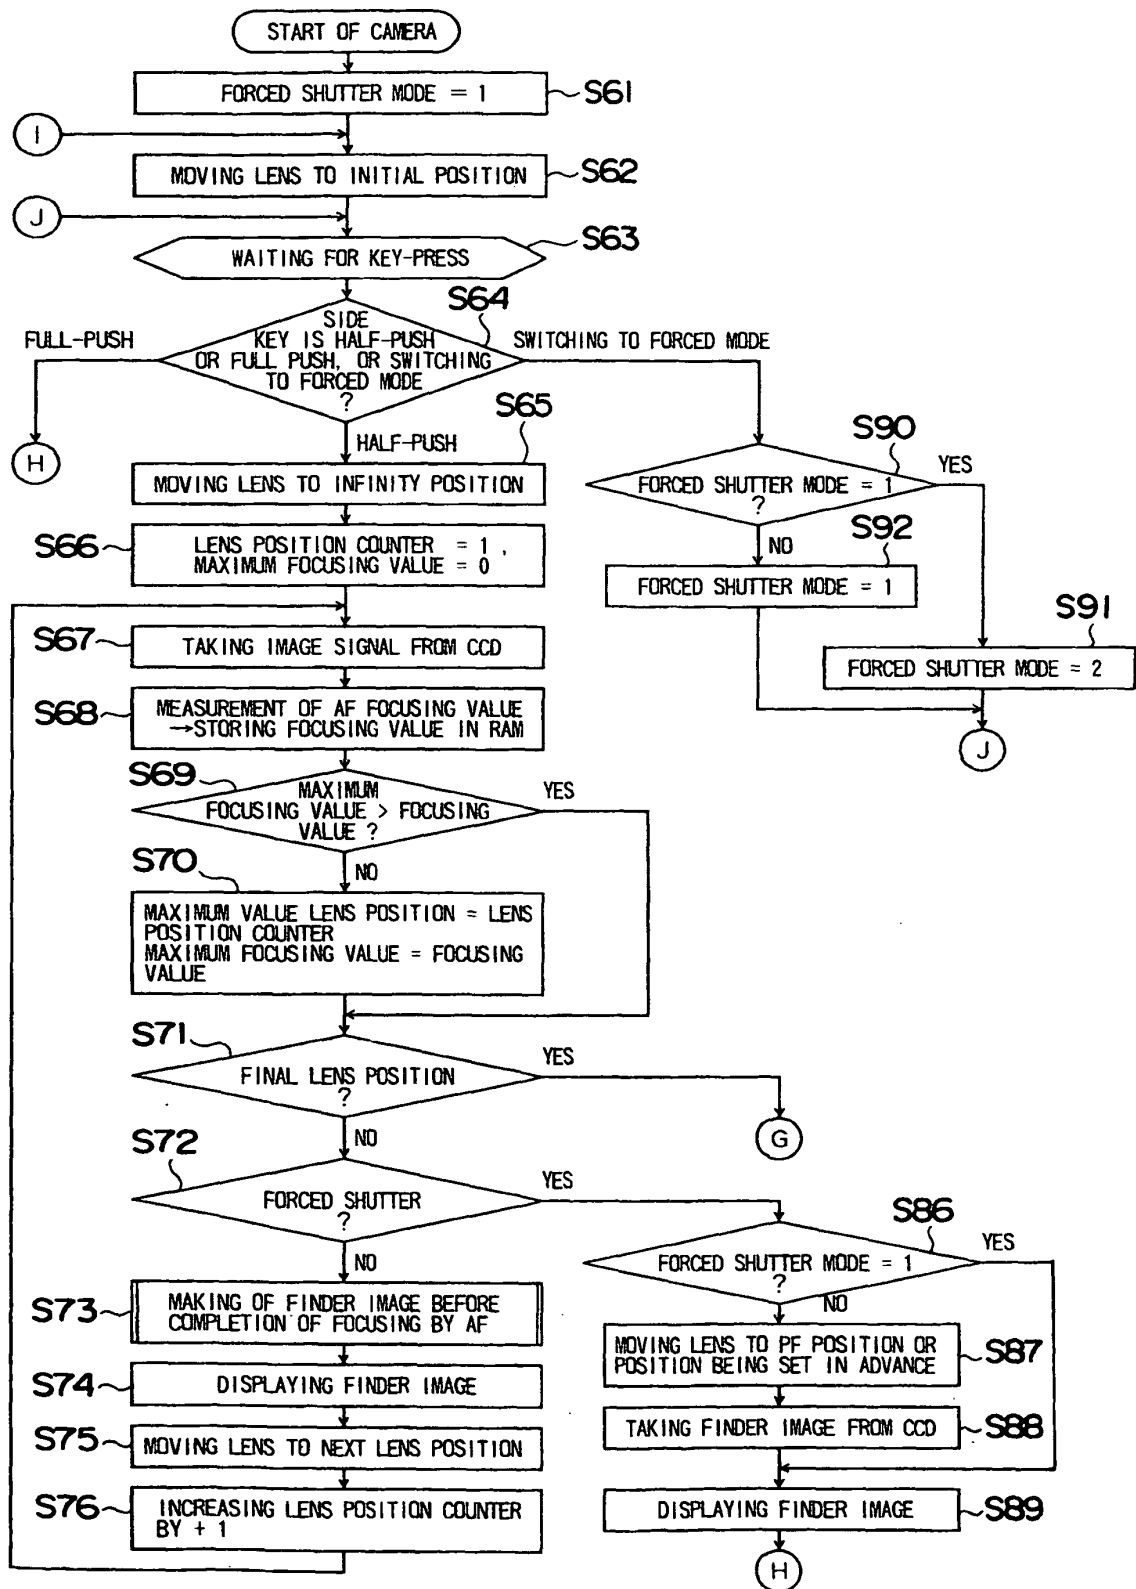 START OF CAMERA
FORCED SHUTTER MODE = 1
S61
I
MOVING LENS TO INITIAL POSITION
S62
J
WAITING FOR KEY-PRESS
S63
S64
SIDE
KEY IS HALF-PUSH
OR FULL PUSH, OR SWITCHING
TO FORCED MODE
?
FULL-PUSH
SWITCHING TO FORCED MODE
H
HALF-PUSH
S65
MOVING LENS TO INFINITY POSITION
S90
FORCED SHUTTER MODE = 1
?
YES
NO
S92
FORCED SHUTTER MODE = 1
S91
FORCED SHUTTER MODE = 2
J
S66
LENS POSITION COUNTER = 1 ,
MAXIMUM FOCUSING VALUE = 0
S67
TAKING IMAGE SIGNAL FROM CCD
S68
MEASUREMENT OF AF FOCUSING VALUE
→STORING FOCUSING VALUE IN RAM
S69
MAXIMUM
FOCUSING VALUE > FOCUSING
VALUE ?
YES
NO
S70
MAXIMUM VALUE LENS POSITION = LENS
POSITION COUNTER
MAXIMUM FOCUSING VALUE = FOCUSING
VALUE
S71
FINAL LENS POSITION
?
YES
G
NO
S72
FORCED SHUTTER
?
YES
NO
S86
FORCED SHUTTER MODE = 1
?
YES
NO
S73
MAKING OF FINDER IMAGE BEFORE
COMPLETION OF FOCUSING BY AF
S74
DISPLAYING FINDER IMAGE
S75
MOVING LENS TO NEXT LENS POSITION
S76
INCREASING LENS POSITION COUNTER
BY + 1
MOVING LENS TO PF POSITION OR
POSITION BEING SET IN ADVANCE
S87
TAKING FINDER IMAGE FROM CCD
S88
DISPLAYING FINDER IMAGE
S89
H